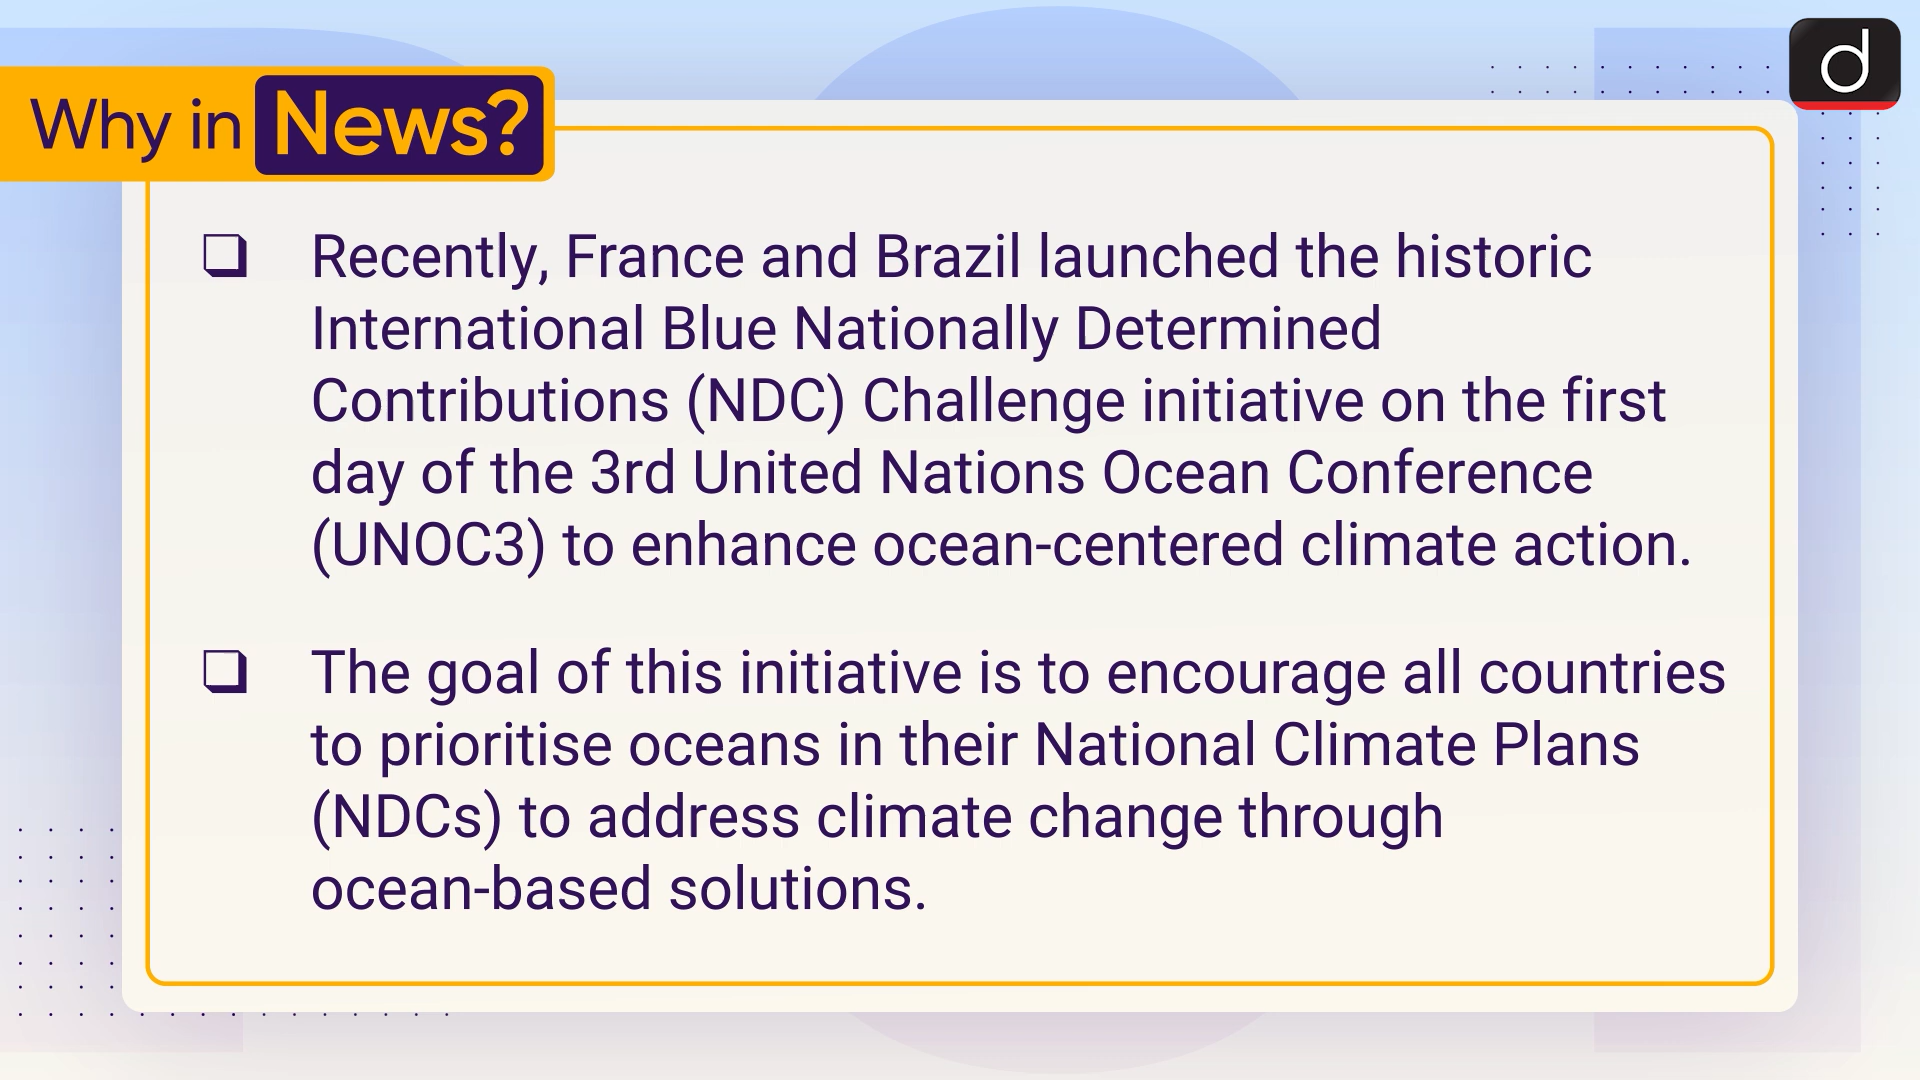 Why in News?
d
❑ Recently, France and Brazil launched the historic
International Blue Nationally Determined
Contributions (NDC) Challenge initiative on the first
day of the 3rd United Nations Ocean Conference
(UNOC3) to enhance ocean-centered climate action.
❑ The goal of this initiative is to encourage all countries
to prioritise oceans in their National Climate Plans
(NDCs) to address climate change through
ocean-based solutions.